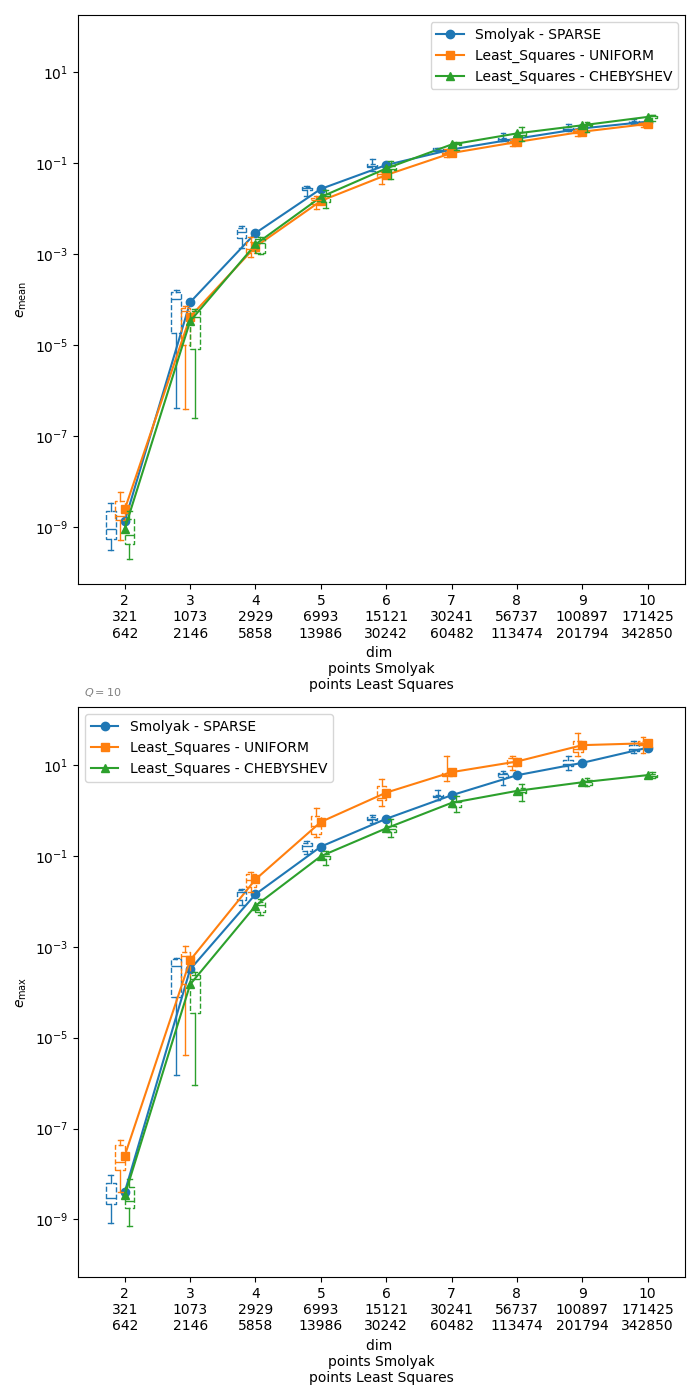 Smolyak - SPARSE
Least_Squares - UNIFORM
Least_Squares - CHEBYSHEV
10^1
10^−1
10^−3
10^−5
10^−7
10^−9
e_mean
2 3 4 5 6 7 8 9 10
321 1073 2929 6993 15121 30241 56737 100897 171425
642 2146 5858 13986 30242 60482 113474 201794 342850
dim
points Smolyak
points Least Squares
Q = 10
Smolyak - SPARSE
Least_Squares - UNIFORM
Least_Squares - CHEBYSHEV
10^1
10^−1
10^−3
10^−5
10^−7
10^−9
e_max
2 3 4 5 6 7 8 9 10
321 1073 2929 6993 15121 30241 56737 100897 171425
642 2146 5858 13986 30242 60482 113474 201794 342850
dim
points Smolyak
points Least Squares